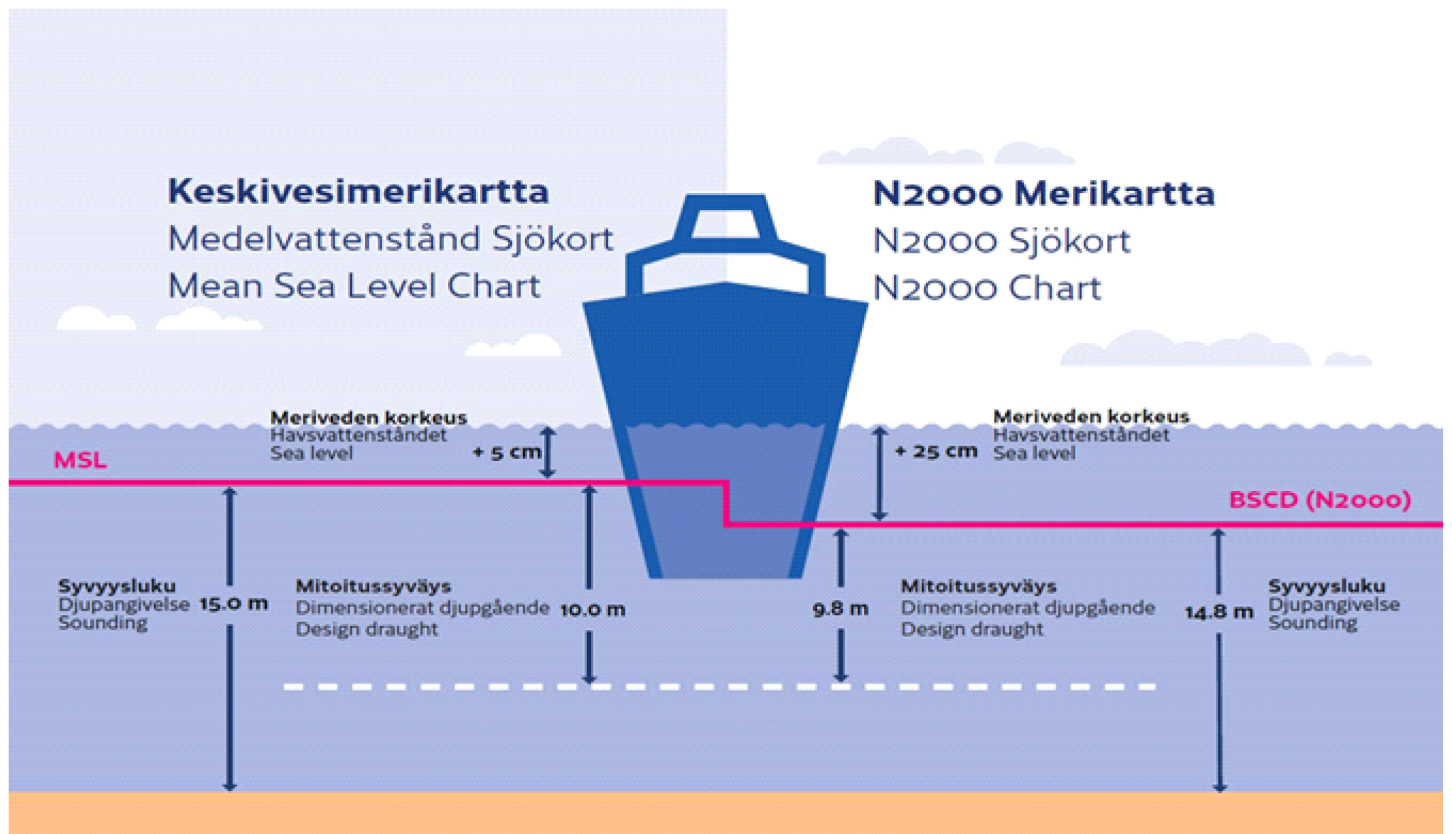 Keskivesimerikartta
Medelvattenstånd Sjökort
Mean Sea Level Chart
N2000 Merikartta
N2000 Sjökort
N2000 Chart
Meriveden korkeus
Havsvattenståndet
Sea level
+ 5 cm
MSL
+ 25 cm
Meriveden korkeus
Havsvattenståndet
Sea level
BSCD (N2000)
Syvyysluku
Djupangivelse
Sounding
15.0 m
Mitoitussyväys
Dimensionerat djupgående
Design draught
10.0 m
9.8 m
Mitoitussyväys
Dimensionerat djupgående
Design draught
14.8 m
Syvyysluku
Djupangivelse
Sounding